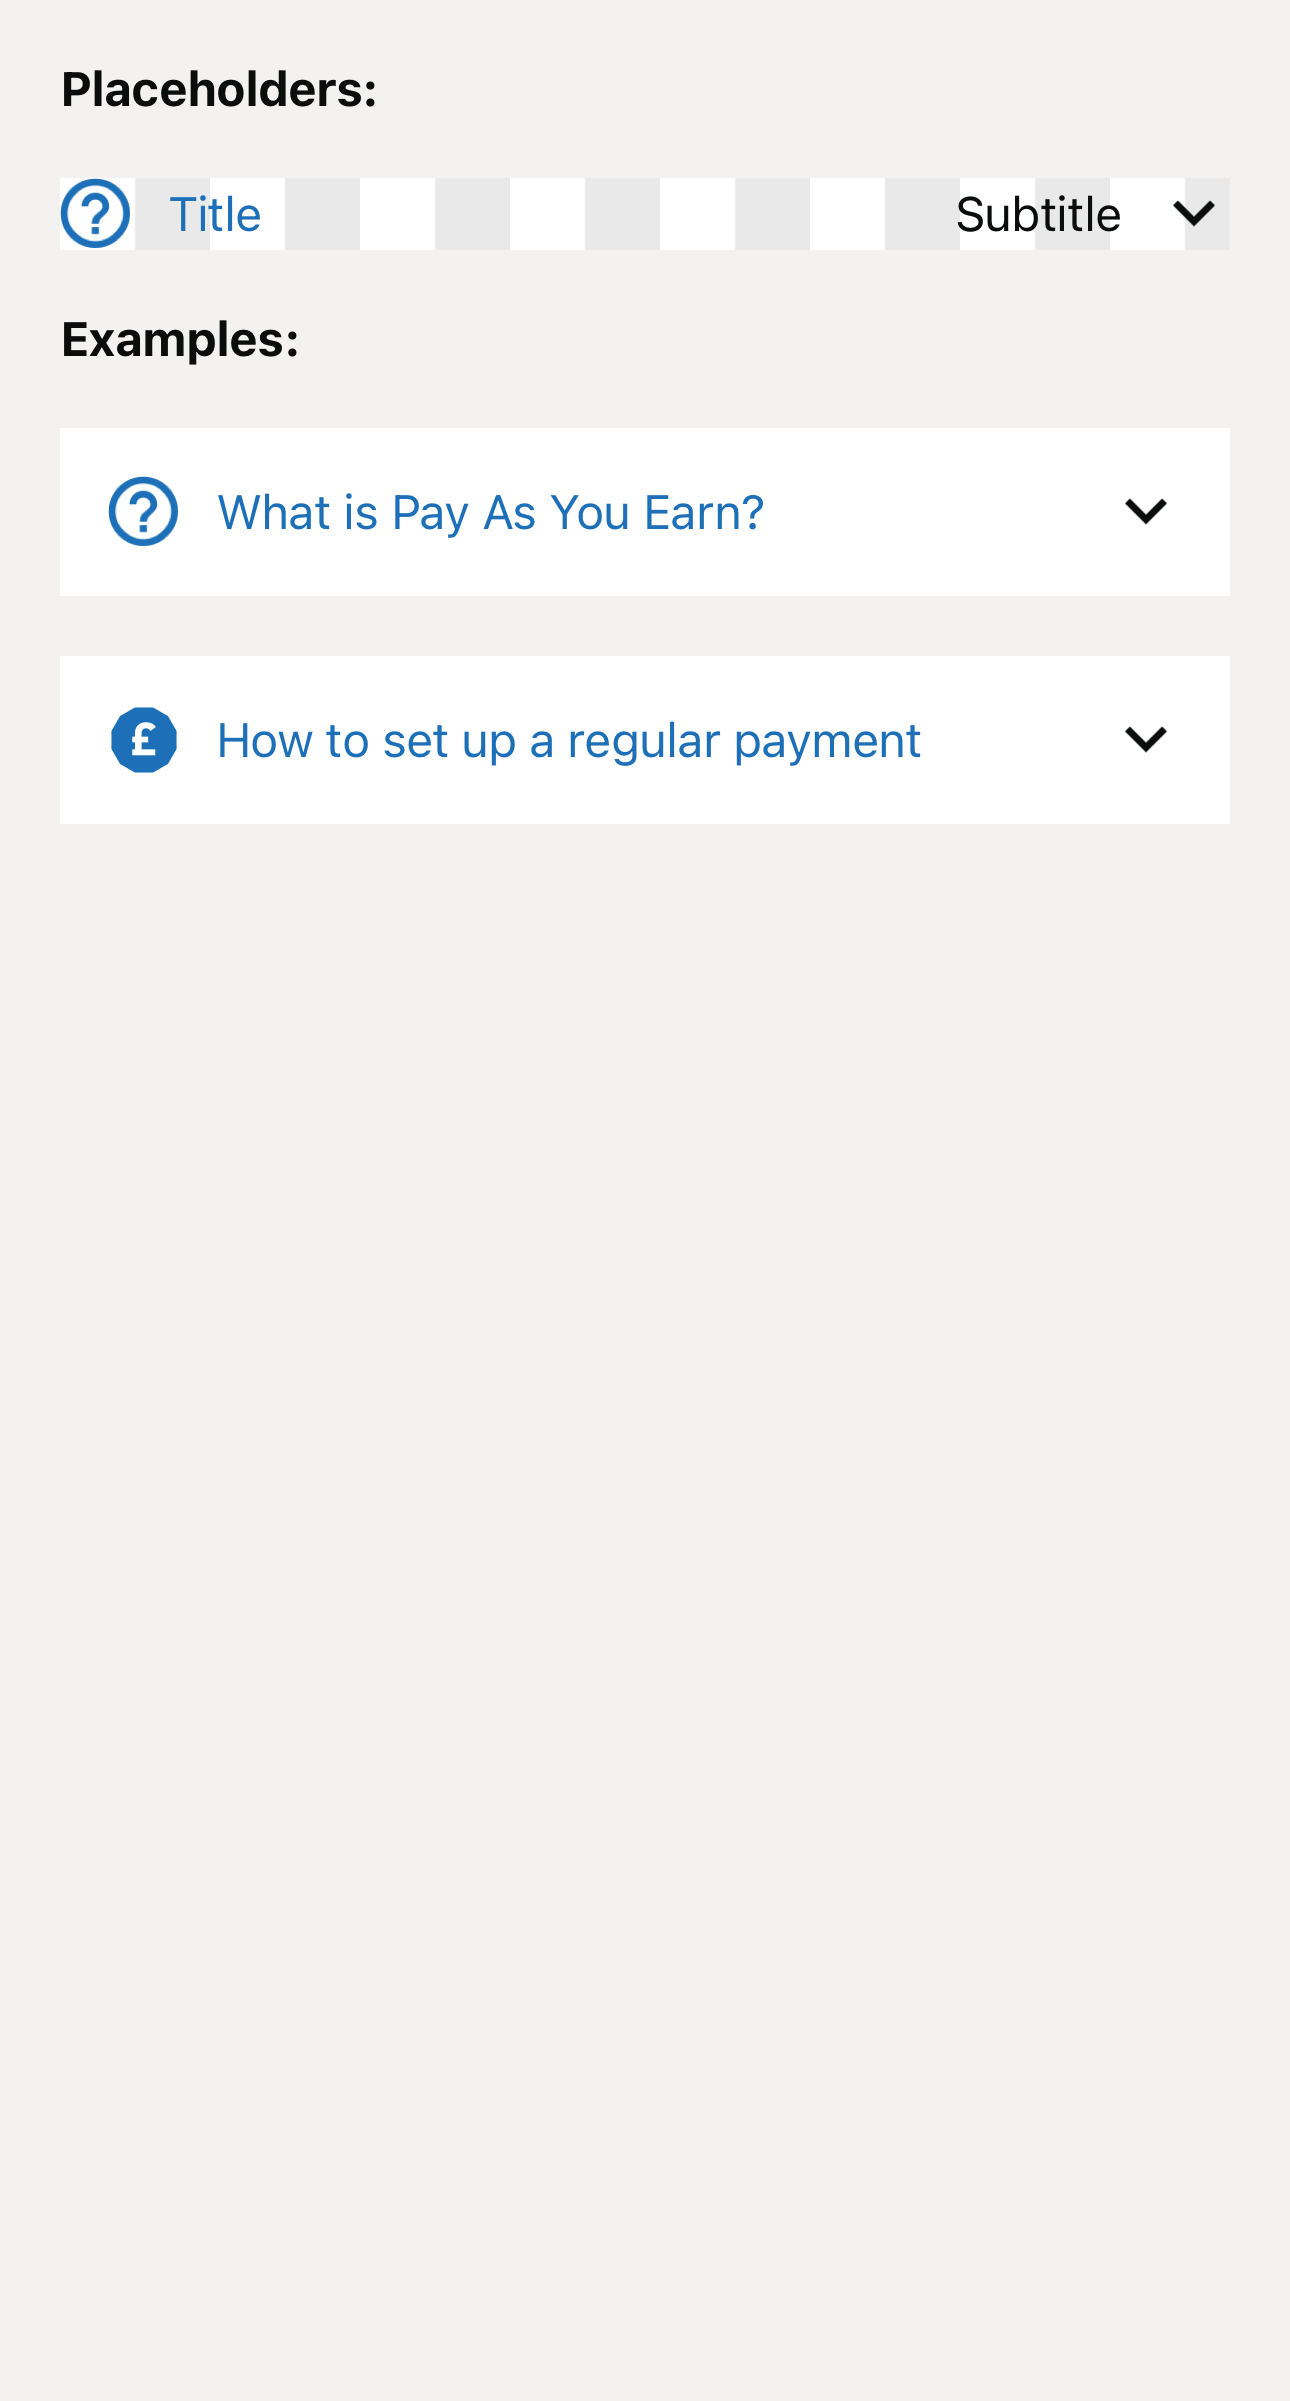 Placeholders:
? Title Subtitle
Examples:
? What is Pay As You Earn?
£ How to set up a regular payment